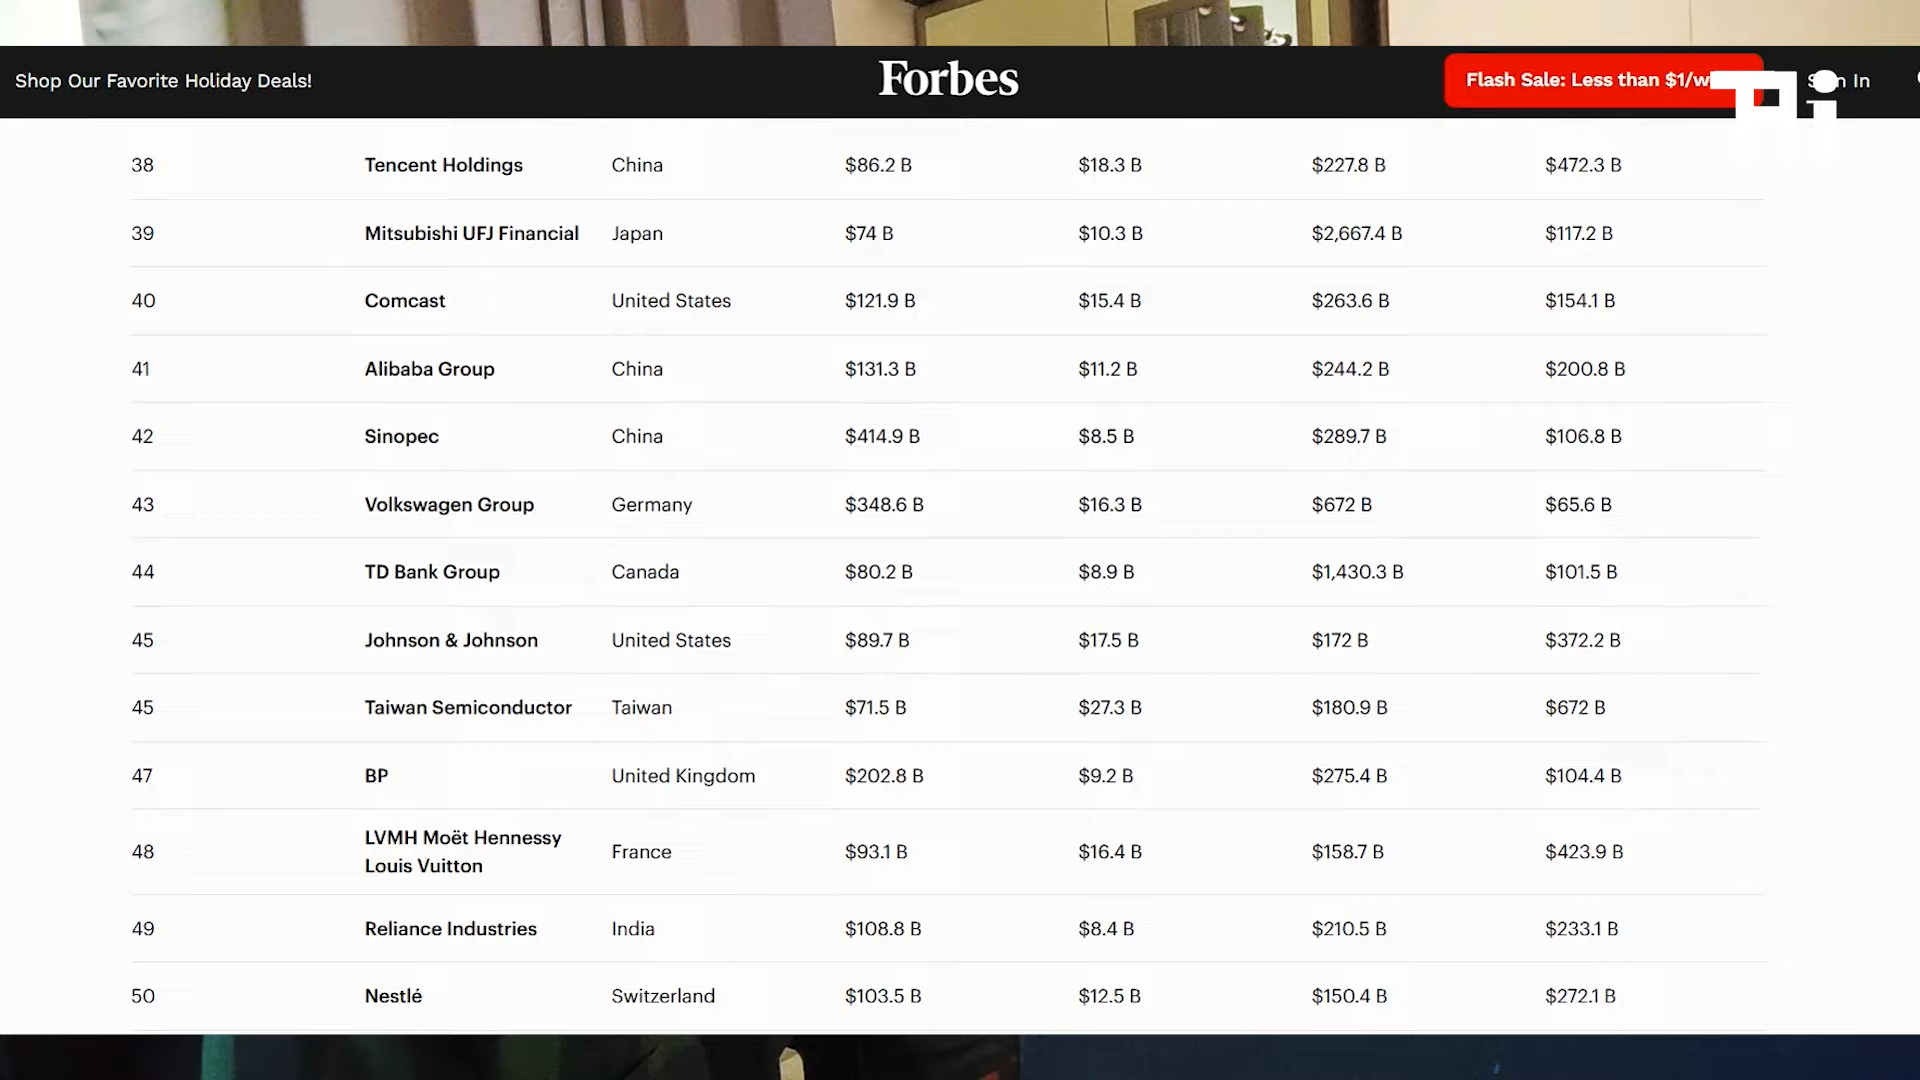 Shop Our Favorite Holiday Deals!
Forbes
Flash Sale: Less than $1/w
In
Ai
38 Tencent Holdings China $86.2 B $18.3 B $227.8 B $472.3 B
39 Mitsubishi UFJ Financial Japan $74 B $10.3 B $2,667.4 B $117.2 B
40 Comcast United States $121.9 B $15.4 B $263.6 B $154.1 B
41 Alibaba Group China $131.3 B $11.2 B $244.2 B $200.8 B
42 Sinopec China $414.9 B $8.5 B $289.7 B $106.8 B
43 Volkswagen Group Germany $348.6 B $16.3 B $672 B $65.6 B
44 TD Bank Group Canada $80.2 B $8.9 B $1,430.3 B $101.5 B
45 Johnson & Johnson United States $89.7 B $17.5 B $172 B $372.2 B
45 Taiwan Semiconductor Taiwan $71.5 B $27.3 B $180.9 B $672 B
47 BP United Kingdom $202.8 B $9.2 B $275.4 B $104.4 B
48 LVMH Moët Hennessy Louis Vuitton France $93.1 B $16.4 B $158.7 B $423.9 B
49 Reliance Industries India $108.8 B $8.4 B $210.5 B $233.1 B
50 Nestlé Switzerland $103.5 B $12.5 B $150.4 B $272.1 B